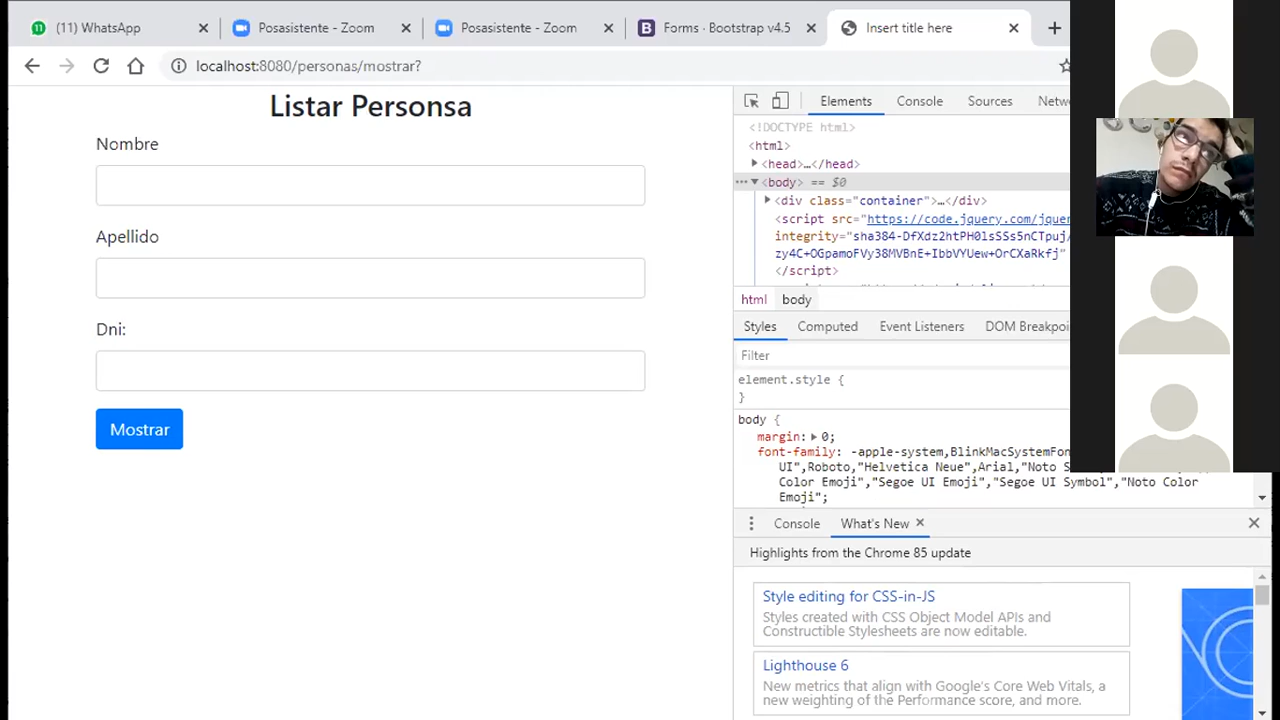 11
(11) WhatsApp
Posasistente - Zoom
Posasistente - Zoom
B
Forms · Bootstrap v4.5
Insert title here
localhost:8080/personas/mostrar?
Listar Personsa
Nombre
Apellido
Dni:
Mostrar
Elements
Console
Sources
Netw
<!DOCTYPE html>
<html>
<head>…</head>
<body> == $0
<div class="container">…</div>
<script src="https://code.jquery.com/jquer
integrity="sha384-DfXdz2htPH0lsSSs5nCTpuj/
zy4C+OGpamoFVy38MVBnE+IbbVYUew+OrCXaRkfj"
</script>
html
body
Styles
Computed
Event Listeners
DOM Breakpoi
Filter
element.style {
}
body {
margin: 0;
font-family: -apple-system,BlinkMacSystemFon
UI",Roboto,"Helvetica Neue",Arial,"Noto S
Color Emoji","Segoe UI Emoji","Segoe UI Symbol","Noto Color
Emoji";
Console
What's New
Highlights from the Chrome 85 update
Style editing for CSS-in-JS
Styles created with CSS Object Model APIs and
Constructible Stylesheets are now editable.
Lighthouse 6
New metrics that align with Google's Core Web Vitals, a
new weighting of the Performance score, and more.